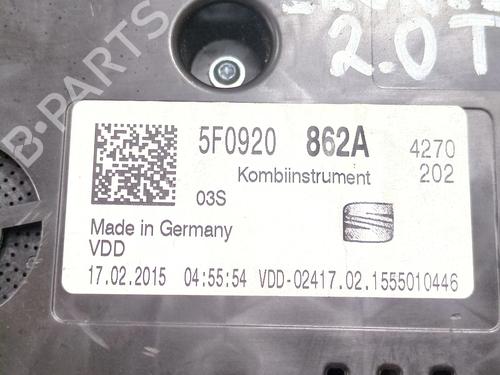 2.0T
B-PARTS
5F0920 862A 4270
Kombiinstrument 202
03S
Made in Germany
VDD
17.02.2015 04:55:54 VDD-02417.02.1555010446